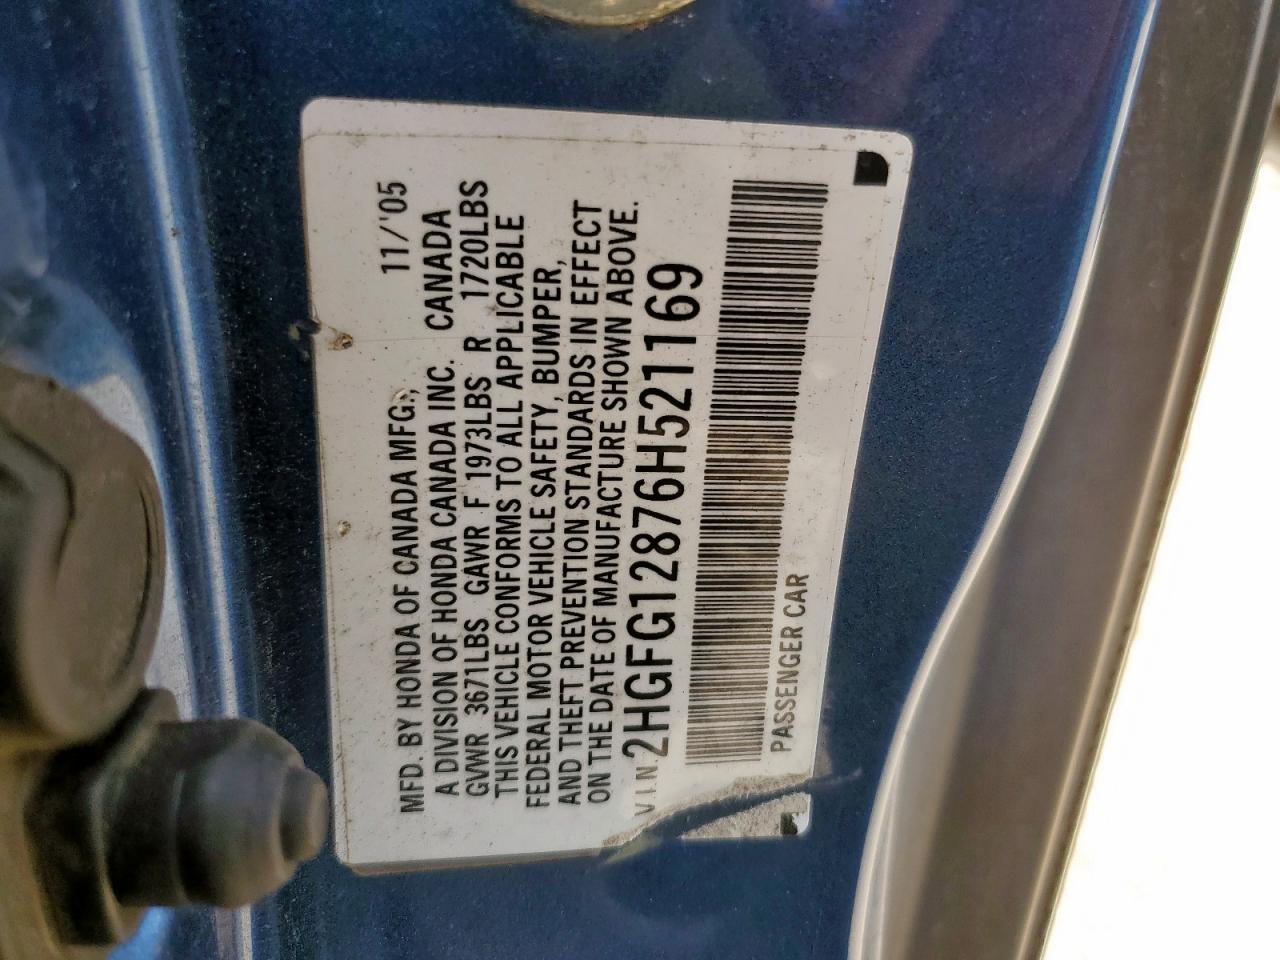 MFD. BY HONDA OF CANADA MFG., 11/'05
A DIVISION OF HONDA CANADA INC. CANADA
GVWR 3671LBS GAWR F 1973LBS R 1720LBS
THIS VEHICLE CONFORMS TO ALL APPLICABLE
FEDERAL MOTOR VEHICLE SAFETY, BUMPER,
AND THEFT PREVENTION STANDARDS IN EFFECT
ON THE DATE OF MANUFACTURE SHOWN ABOVE.
V.I.N. 2HGFG12876H521169
PASSENGER CAR